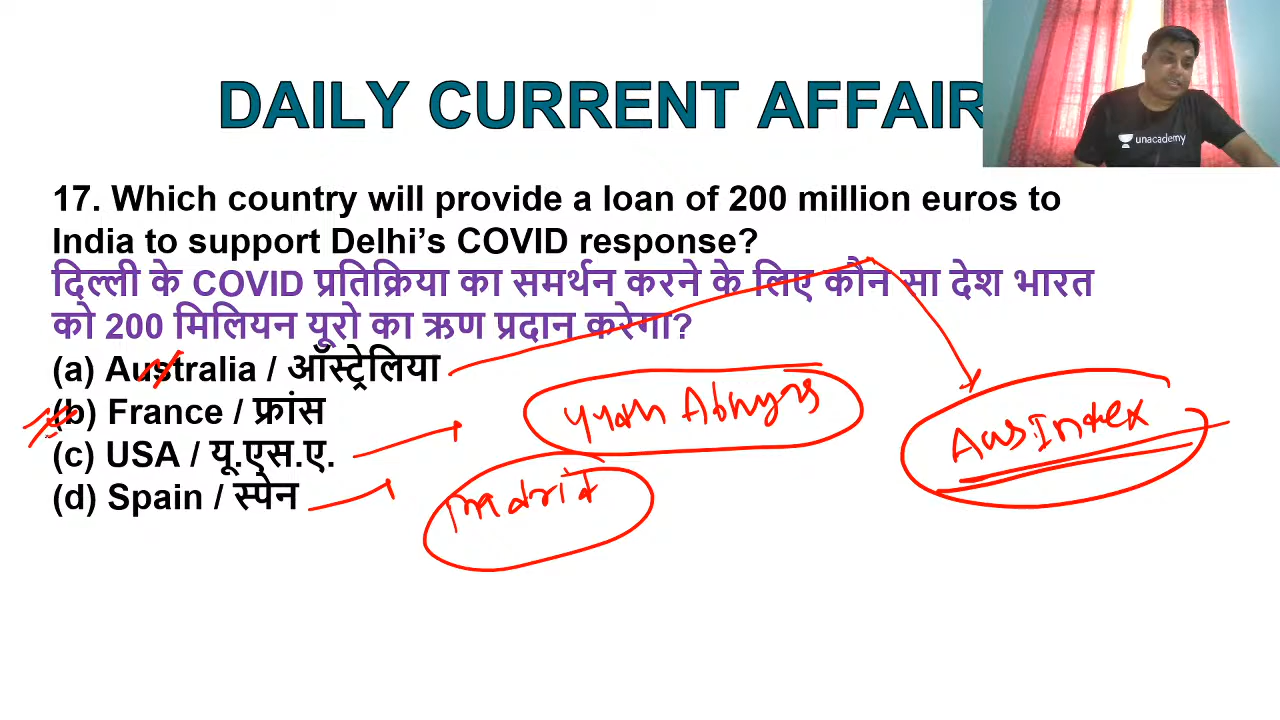 DAILY CURRENT AFFAIR
unacademy
17. Which country will provide a loan of 200 million euros to
India to support Delhi's COVID response?
दिल्ली के COVID प्रतिक्रिया का समर्थन करने के लिए कौन सा देश भारत
को 200 मिलियन यूरो का ऋण प्रदान करेगा?
(a) Australia / ऑस्ट्रेलिया
(b) France / फ्रांस
(c) USA / यू.एस.ए.
(d) Spain / स्पेन
Yudh Abhyas
AusIndex
madrid